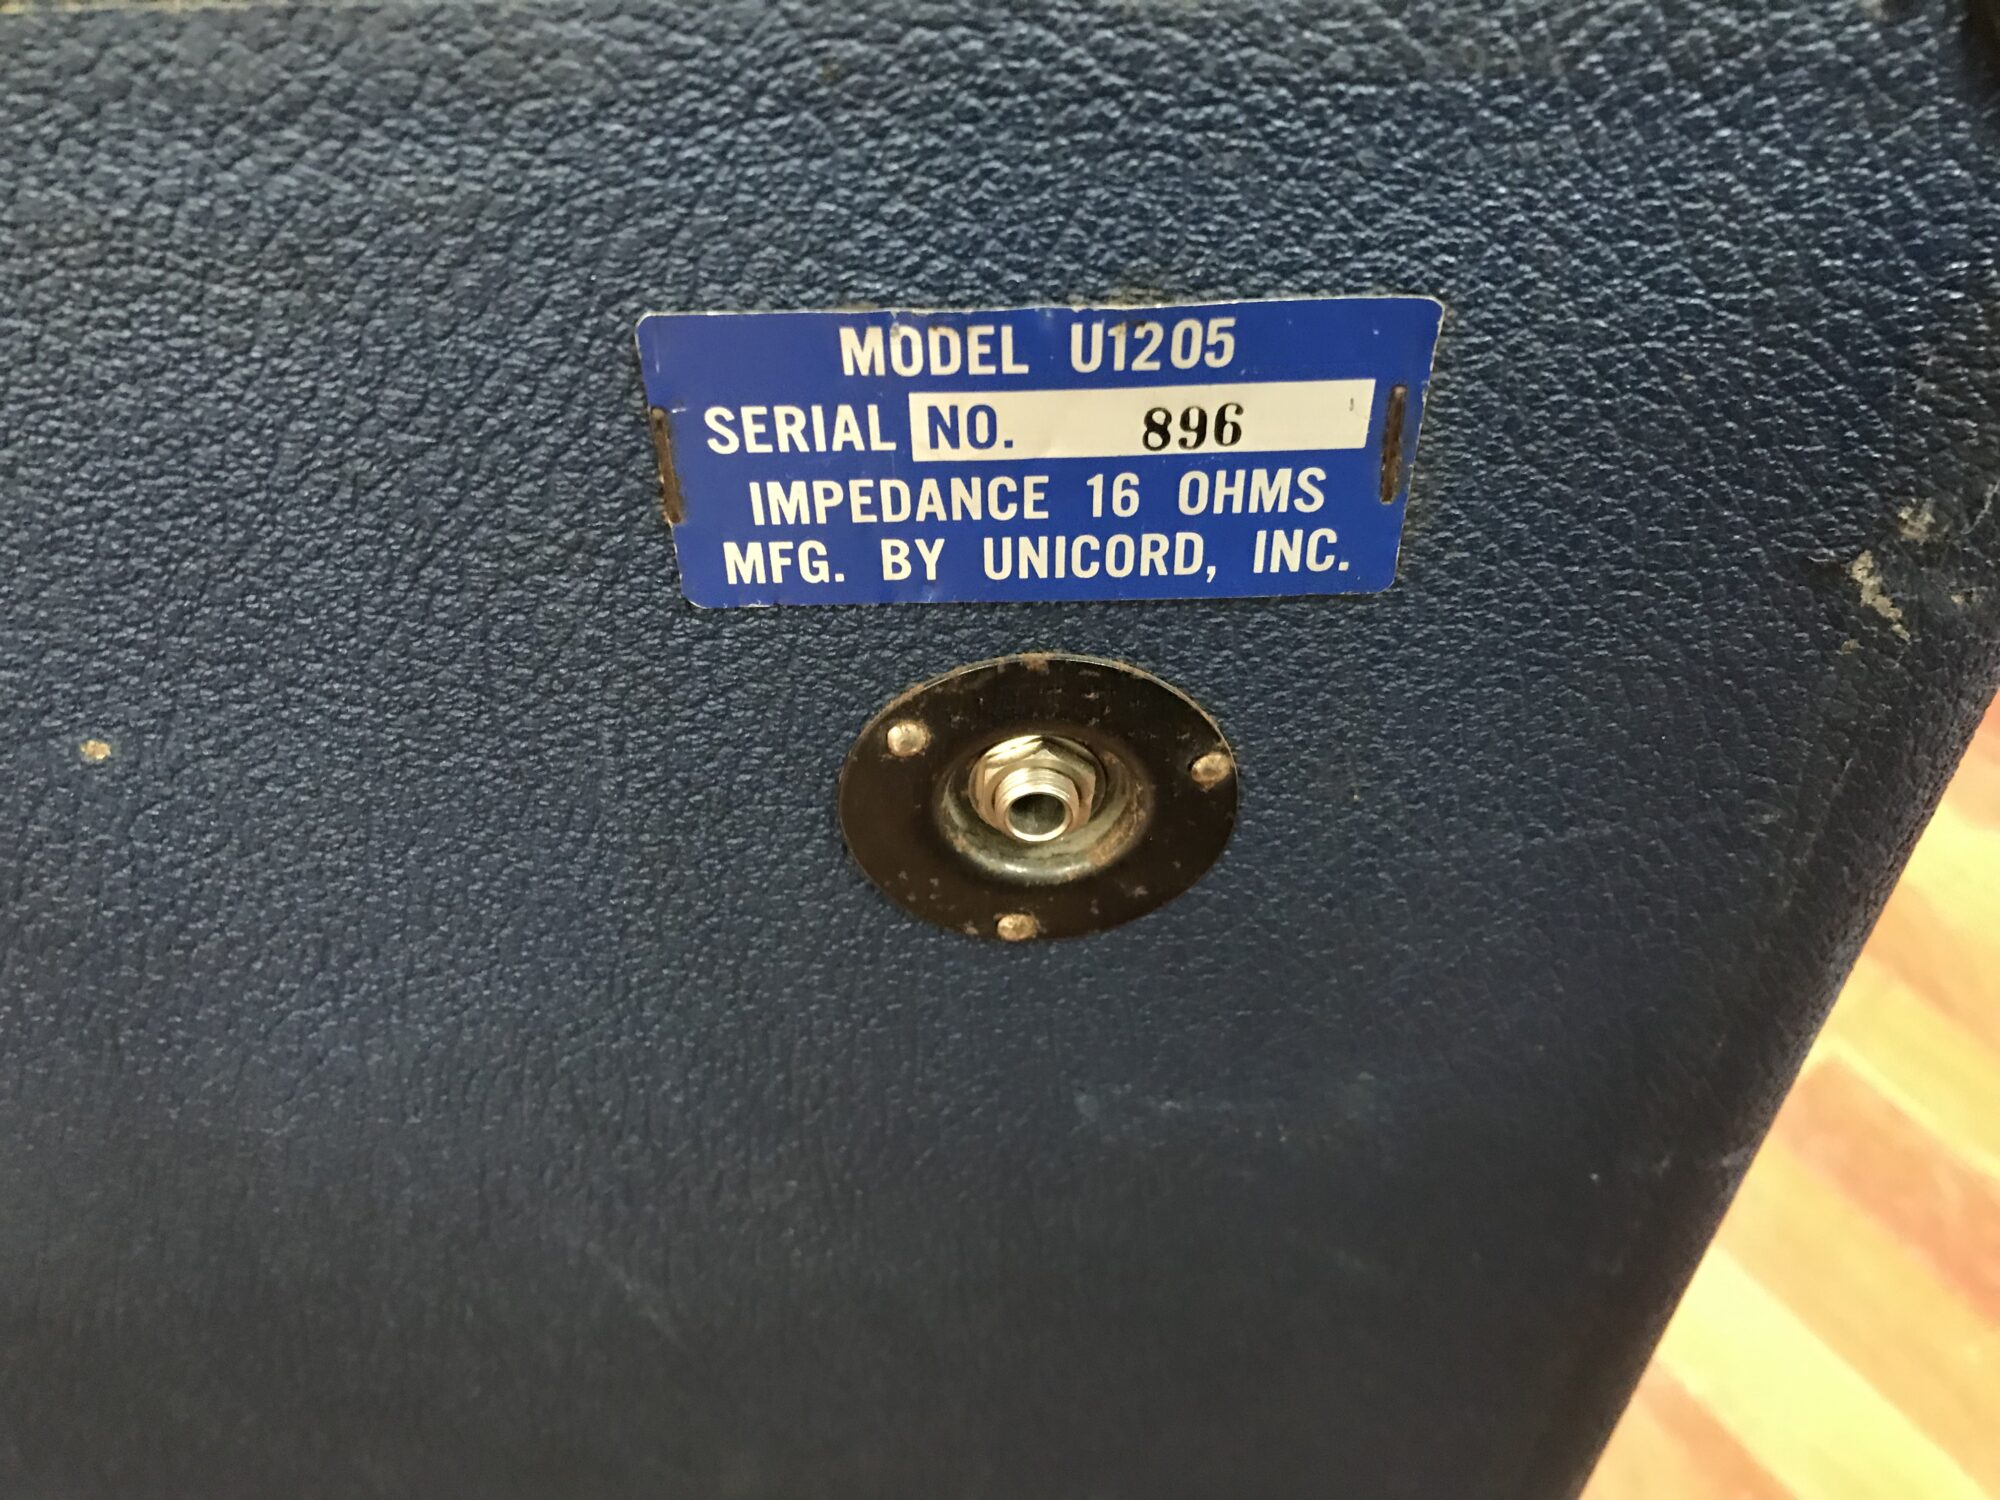 MODEL U1205
SERIAL NO. 896
IMPEDANCE 16 OHMS
MFG. BY UNICORD, INC.